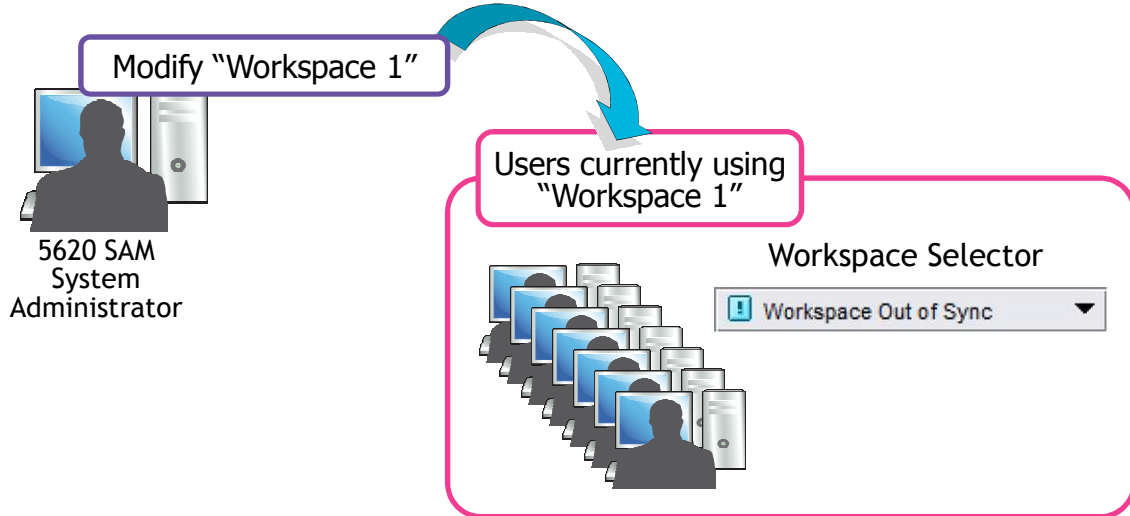 Modify “Workspace 1”
5620 SAM
System
Administrator
Users currently using
“Workspace 1”
Workspace Selector
Workspace Out of Sync